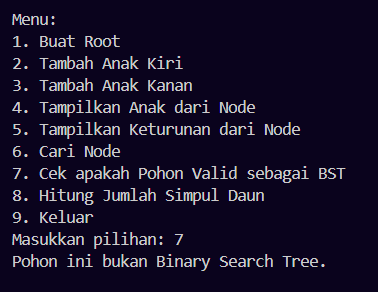 Menu:
1. Buat Root
2. Tambah Anak Kiri
3. Tambah Anak Kanan
4. Tampilkan Anak dari Node
5. Tampilkan Keturunan dari Node
6. Cari Node
7. Cek apakah Pohon Valid sebagai BST
8. Hitung Jumlah Simpul Daun
9. Keluar
Masukkan pilihan: 7
Pohon ini bukan Binary Search Tree.